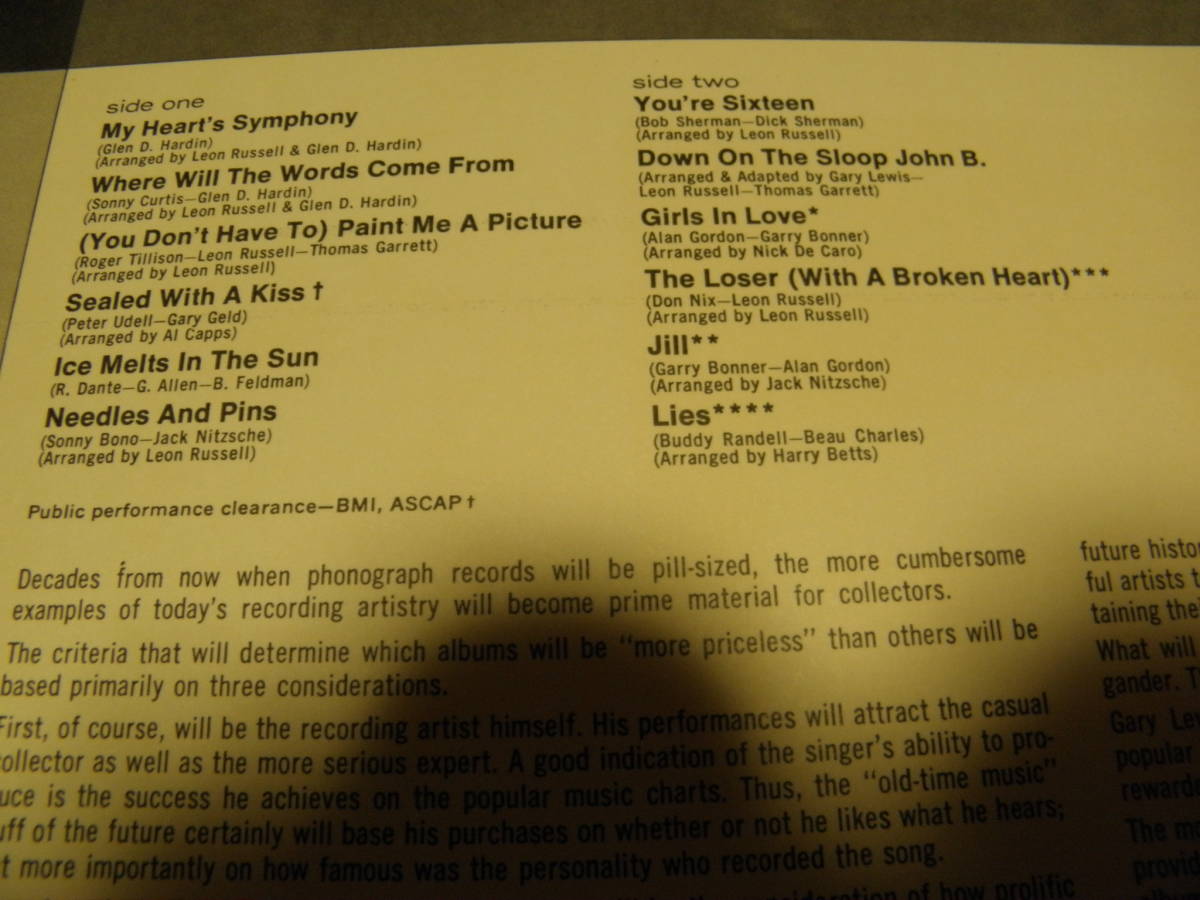 side one
My Heart's Symphony
(Glen D. Hardin)
(Arranged by Leon Russell & Glen D. Hardin)
Where Will The Words Come From
(Sonny Curtis—Glen D. Hardin)
(Arranged by Leon Russell & Glen D. Hardin)
(You Don't Have To) Paint Me A Picture
(Roger Tillison—Leon Russell—Thomas Garrett)
(Arranged by Leon Russell)
Sealed With A Kiss †
(Peter Udell—Gary Geld)
(Arranged by Al Capps)
Ice Melts In The Sun
(R. Dante—G. Allen—B. Feldman)
Needles And Pins
(Sonny Bono—Jack Nitzsche)
(Arranged by Leon Russell)
side two
You're Sixteen
(Bob Sherman—Dick Sherman)
(Arranged by Leon Russell)
Down On The Sloop John B.
(Arranged & Adapted by Gary Lewis—
Leon Russell—Thomas Garrett)
Girls In Love*
(Alan Gordon—Garry Bonner)
(Arranged by Nick De Caro)
The Loser (With A Broken Heart)***
(Don Nix—Leon Russell)
(Arranged by Leon Russell)
Jill**
(Garry Bonner—Alan Gordon)
(Arranged by Jack Nitzsche)
Lies****
(Buddy Randell—Beau Charles)
(Arranged by Harry Betts)
Public performance clearance—BMI, ASCAP †
Decades from now when phonograph records will be pill-sized, the more cumbersome
examples of today's recording artistry will become prime material for collectors.
The criteria that will determine which albums will be "more priceless" than others will be
based primarily on three considerations.
First, of course, will be the recording artist himself. His performances will attract the casual
collector as well as the more serious expert. A good indication of the singer's ability to pro-
uce is the success he achieves on the popular music charts. Thus, the "old-time music"
uff of the future certainly will base his purchases on whether or not he likes what he hears;
t more importantly on how famous was the personality who recorded the song.
consideration of how prolific
future histo
ful artists t
taining thei
What will
gander. T
Gary Le
popular
rewarde
The m
provid